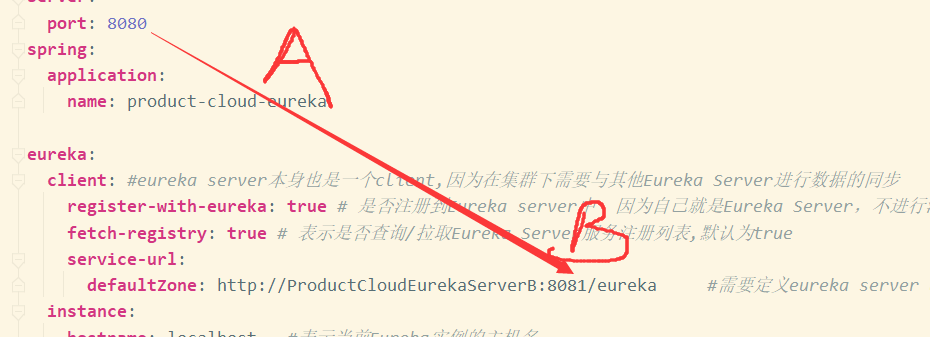 server:
port: 8080
A
spring:
application:
name: product-cloud-eureka
eureka:
client: #eureka server本身也是一个client,因为在集群下需要与其他Eureka Server进行数据的同步
register-with-eureka: true # 是否注册到Eureka server 因为自己就是Eureka Server，不进行
B
fetch-registry: true # 表示是否查询/拉取Eureka Server服务注册列表,默认为true
service-url:
defaultZone: http://ProductCloudEurekaServerB:8081/eureka #需要定义eureka server
instance:
hostname: localhost #表示当前Eureka实例的主机名